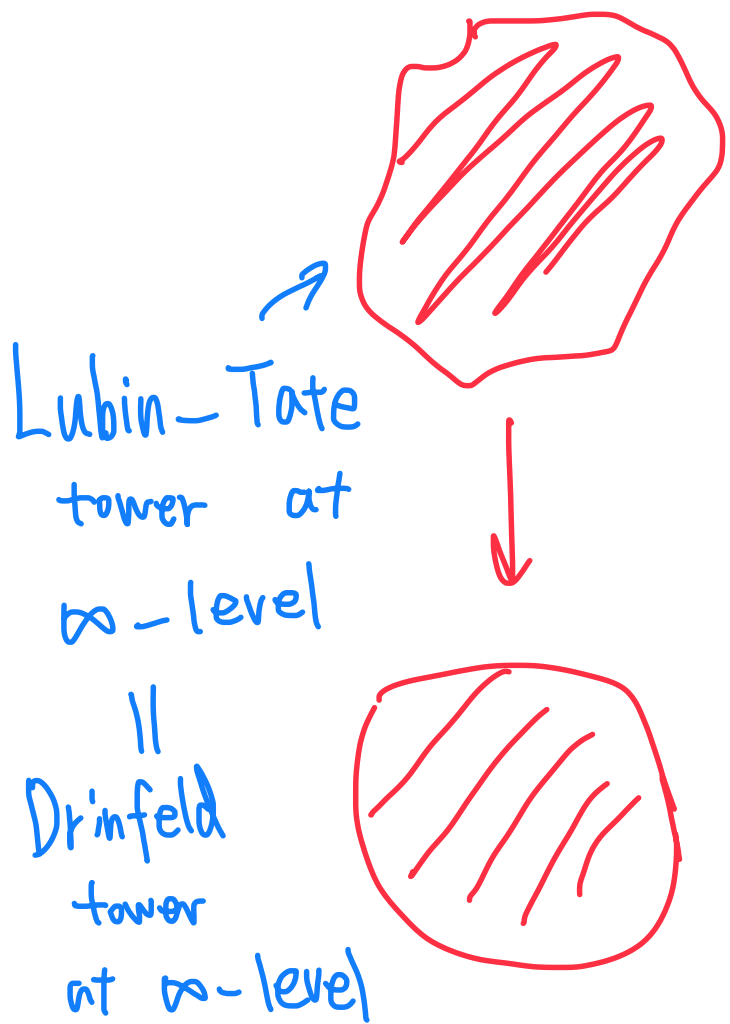 Lubin-Tate
tower at
∞-level
||
Drinfeld
tower
at ∞-level